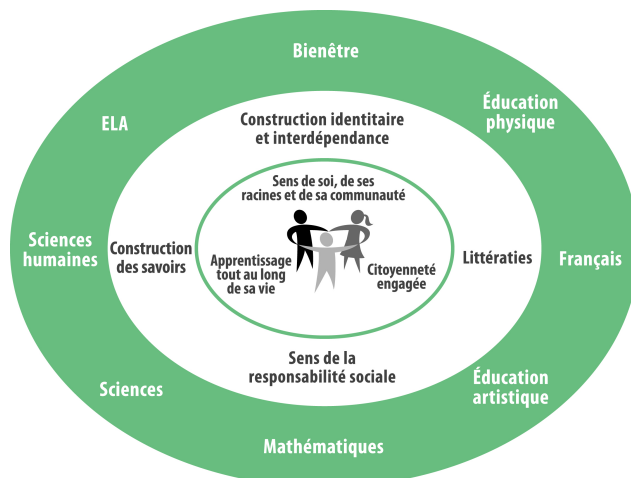 Bienêtre
Éducation
physique
ELA
Construction identitaire
et interdépendance
Sens de soi, de ses
racines et de sa communauté
Sciences
humaines
Construction
des savoirs
Apprentissage
tout au long
de sa vie
Citoyenneté
engagée
Littératies
Français
Sens de la
responsabilité sociale
Sciences
Éducation
artistique
Mathématiques